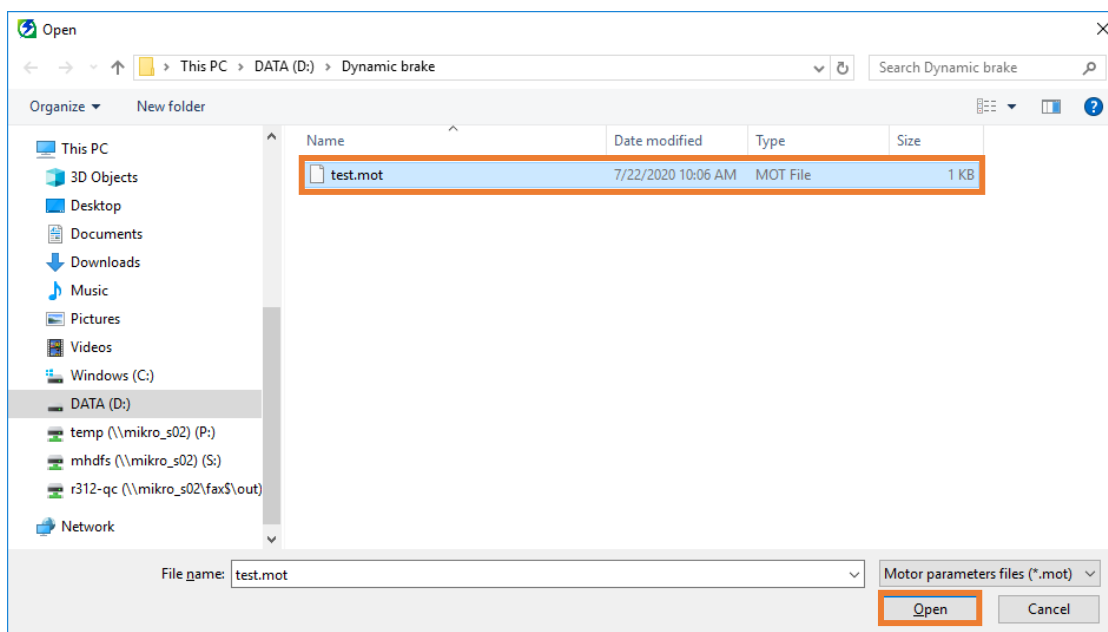 Open
This PC > DATA (D:) > Dynamic brake
Search Dynamic brake
Organize
New folder
Name
Date modified
Type
Size
test.mot
7/22/2020 10:06 AM
MOT File
1 KB
This PC
3D Objects
Desktop
Documents
Downloads
Music
Pictures
Videos
Windows (C:)
DATA (D:)
temp (\\mikro_s02) (P:)
mhdfs (\\mikro_s02) (S:)
r312-qc (\\mikro_s02\fax$\out)
Network
File name:
test.mot
Motor parameters files (*.mot)
Open
Cancel